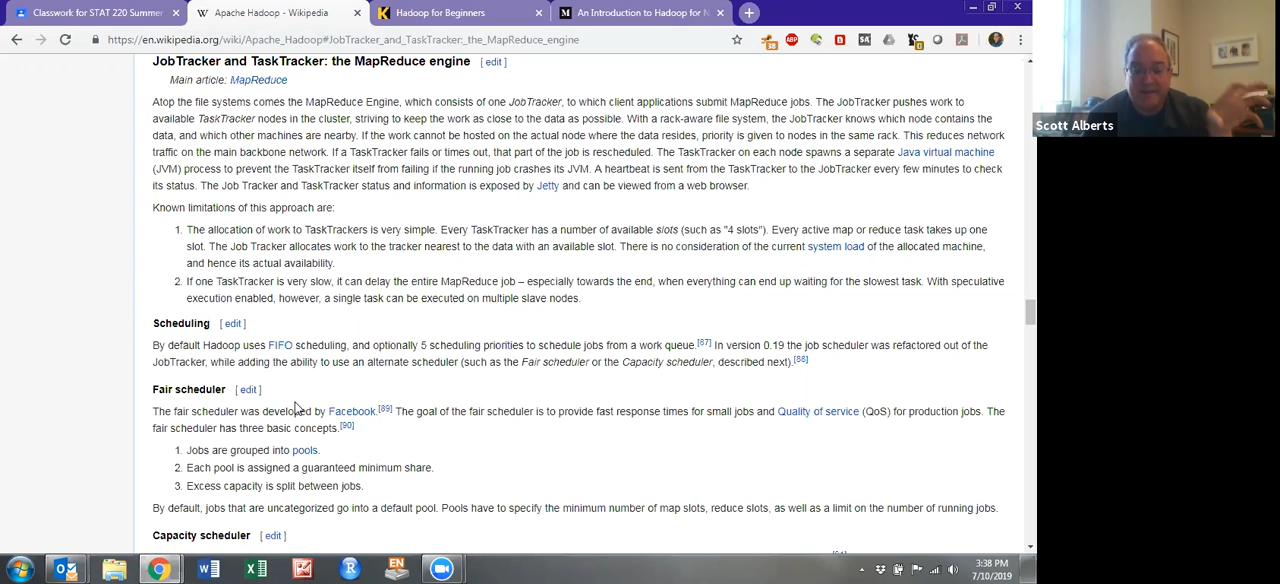 Classwork for STAT 220 Summer
Apache Hadoop - Wikipedia
Hadoop for Beginners
An Introduction to Hadoop for N
https://en.wikipedia.org/wiki/Apache_Hadoop#JobTracker_and_TaskTracker:_the_MapReduce_engine
Scott Alberts
JobTracker and TaskTracker: the MapReduce engine [ edit ]
Main article: MapReduce
Atop the file systems comes the MapReduce Engine, which consists of one JobTracker, to which client applications submit MapReduce jobs. The JobTracker pushes work to
available TaskTracker nodes in the cluster, striving to keep the work as close to the data as possible. With a rack-aware file system, the JobTracker knows which node contains the
data, and which other machines are nearby. If the work cannot be hosted on the actual node where the data resides, priority is given to nodes in the same rack. This reduces network
traffic on the main backbone network. If a TaskTracker fails or times out, that part of the job is rescheduled. The TaskTracker on each node spawns a separate Java virtual machine
(JVM) process to prevent the TaskTracker itself from failing if the running job crashes its JVM. A heartbeat is sent from the TaskTracker to the JobTracker every few minutes to check
its status. The Job Tracker and TaskTracker status and information is exposed by Jetty and can be viewed from a web browser.
Known limitations of this approach are:
1. The allocation of work to TaskTrackers is very simple. Every TaskTracker has a number of available slots (such as "4 slots"). Every active map or reduce task takes up one
slot. The Job Tracker allocates work to the tracker nearest to the data with an available slot. There is no consideration of the current system load of the allocated machine,
and hence its actual availability.
2. If one TaskTracker is very slow, it can delay the entire MapReduce job – especially towards the end, when everything can end up waiting for the slowest task. With speculative
execution enabled, however, a single task can be executed on multiple slave nodes.
Scheduling [ edit ]
By default Hadoop uses FIFO scheduling, and optionally 5 scheduling priorities to schedule jobs from a work queue.[87] In version 0.19 the job scheduler was refactored out of the
JobTracker, while adding the ability to use an alternate scheduler (such as the Fair scheduler or the Capacity scheduler, described next).[88]
Fair scheduler [ edit ]
The fair scheduler was developed by Facebook.[89] The goal of the fair scheduler is to provide fast response times for small jobs and Quality of service (QoS) for production jobs. The
fair scheduler has three basic concepts.[90]
1. Jobs are grouped into pools.
2. Each pool is assigned a guaranteed minimum share.
3. Excess capacity is split between jobs.
By default, jobs that are uncategorized go into a default pool. Pools have to specify the minimum number of map slots, reduce slots, as well as a limit on the number of running jobs.
Capacity scheduler [ edit ]
3:38 PM
7/10/2019